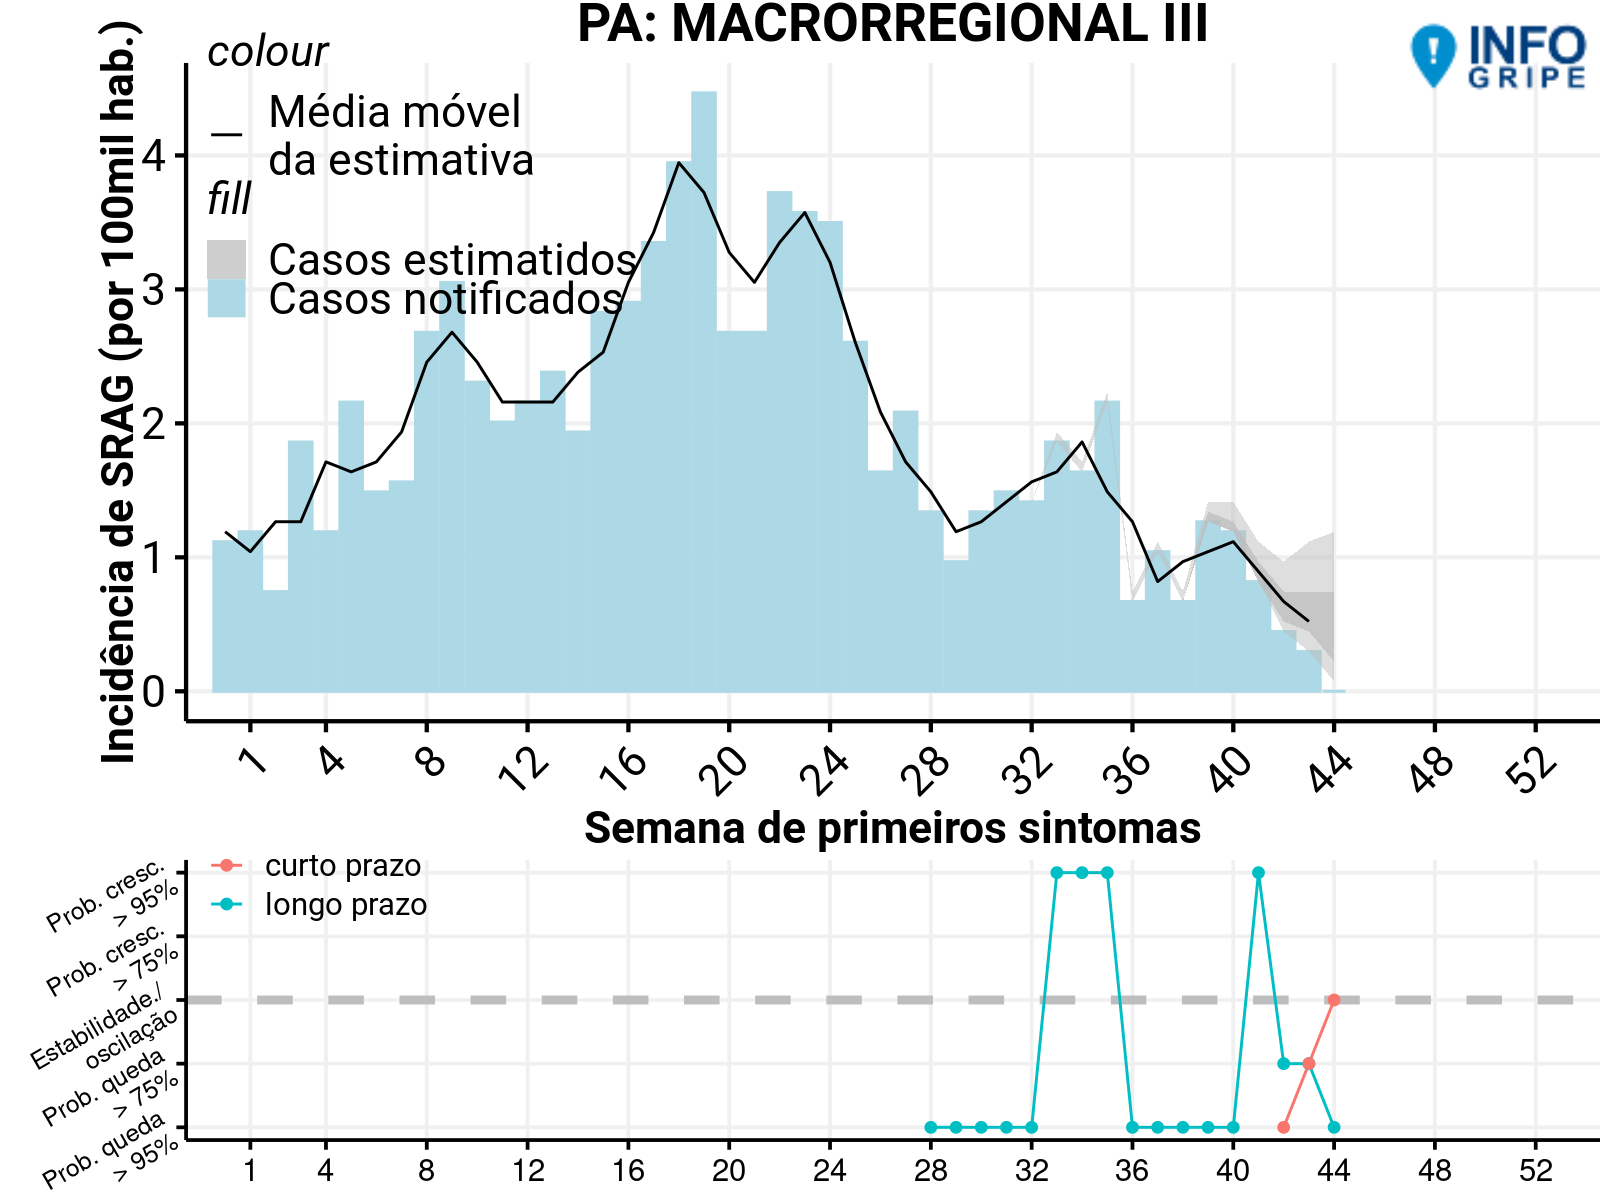 PA: MACRORREGIONAL III
INFO
GRIPE
colour
Média móvel
da estimativa
fill
Casos estimatidos
Casos notificados
Incidência de SRAG (por 100mil hab.)
4
3
2
1
0
1 4 8 12 16 20 24 28 32 36 40 44 48 52
Semana de primeiros sintomas
curto prazo
longo prazo
Prob. cresc.
> 95%
Prob. cresc.
> 75%
Estabilidade./
oscilação
Prob. queda
> 75%
Prob. queda
> 95%
1 4 8 12 16 20 24 28 32 36 40 44 48 52